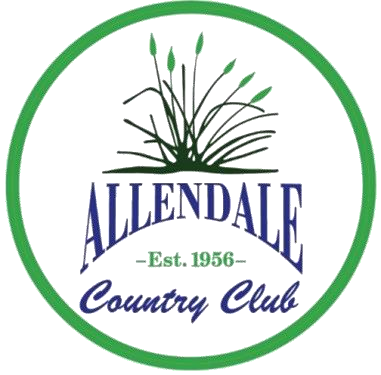 ALLENDALE
-Est. 1956-
Country Club